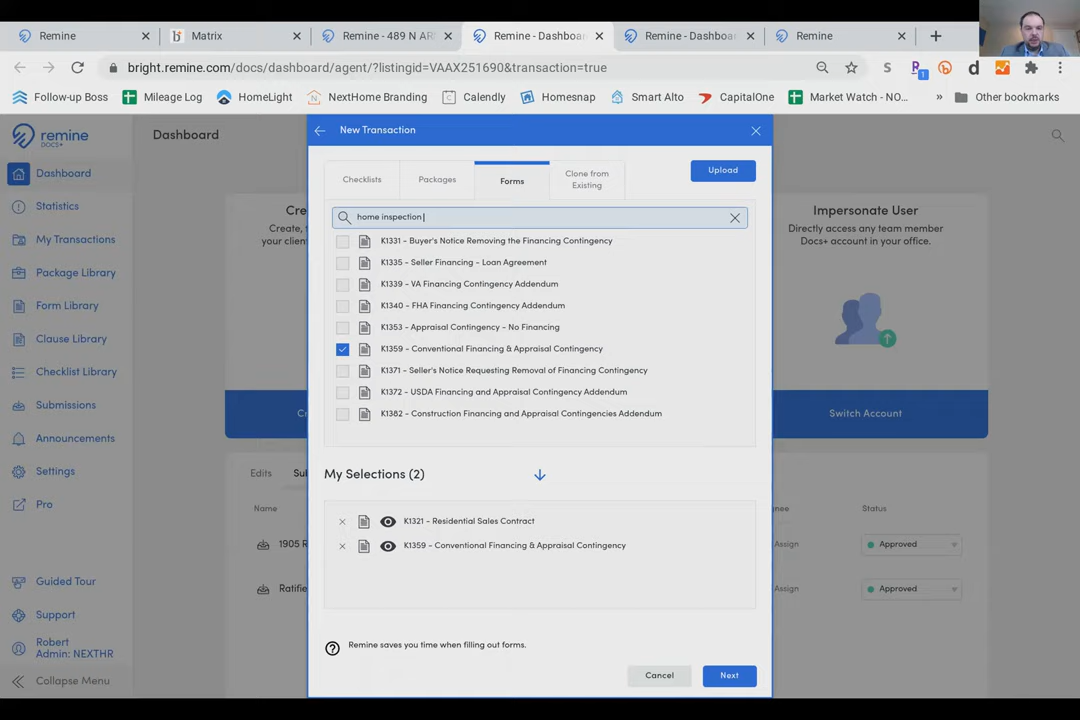 Remine
Matrix
Remine - 489 N AR
Remine - Dashboa
Remine - Dashboa
Remine
bright.remine.com/docs/dashboard/agent/?listingid=VAAX251690&transaction=true
Follow-up Boss
Mileage Log
HomeLight
NextHome Branding
Calendly
Homesnap
Smart Alto
CapitalOne
Market Watch - NO...
Other bookmarks
remine
DOCS+
Dashboard
Dashboard
Statistics
My Transactions
Package Library
Form Library
Clause Library
Checklist Library
Submissions
Announcements
Settings
Pro
Guided Tour
Support
Robert
Admin: NEXTHR
Collapse Menu
New Transaction
Checklists
Packages
Forms
Clone from
Existing
Upload
home inspection
K1331 - Buyer's Notice Removing the Financing Contingency
K1335 - Seller Financing - Loan Agreement
K1339 - VA Financing Contingency Addendum
K1340 - FHA Financing Contingency Addendum
K1353 - Appraisal Contingency - No Financing
K1359 - Conventional Financing & Appraisal Contingency
K1371 - Seller's Notice Requesting Removal of Financing Contingency
K1372 - USDA Financing and Appraisal Contingency Addendum
K1382 - Construction Financing and Appraisal Contingencies Addendum
My Selections (2)
K1321 - Residential Sales Contract
K1359 - Conventional Financing & Appraisal Contingency
Remine saves you time when filling out forms.
Cancel
Next
Cre
Create, t
your client
Impersonate User
Directly access any team member
Docs+ account in your office.
Switch Account
Edits
Name
Status
1905 R
Assign
Approved
Ratifie
Assign
Approved